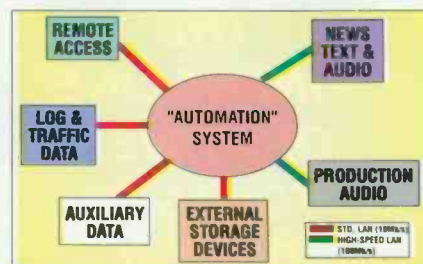 REMOTE
ACCESS
NEWS
TEXT &
AUDIO
"AUTOMATION"
SYSTEM
LOG &
TRAFFIC
DATA
PRODUCTION
AUDIO
AUXILIARY
DATA
EXTERNAL
STORAGE
DEVICES
STD. LAN (10Mb/s)
HIGH-SPEED LAN
(100Mb/s)